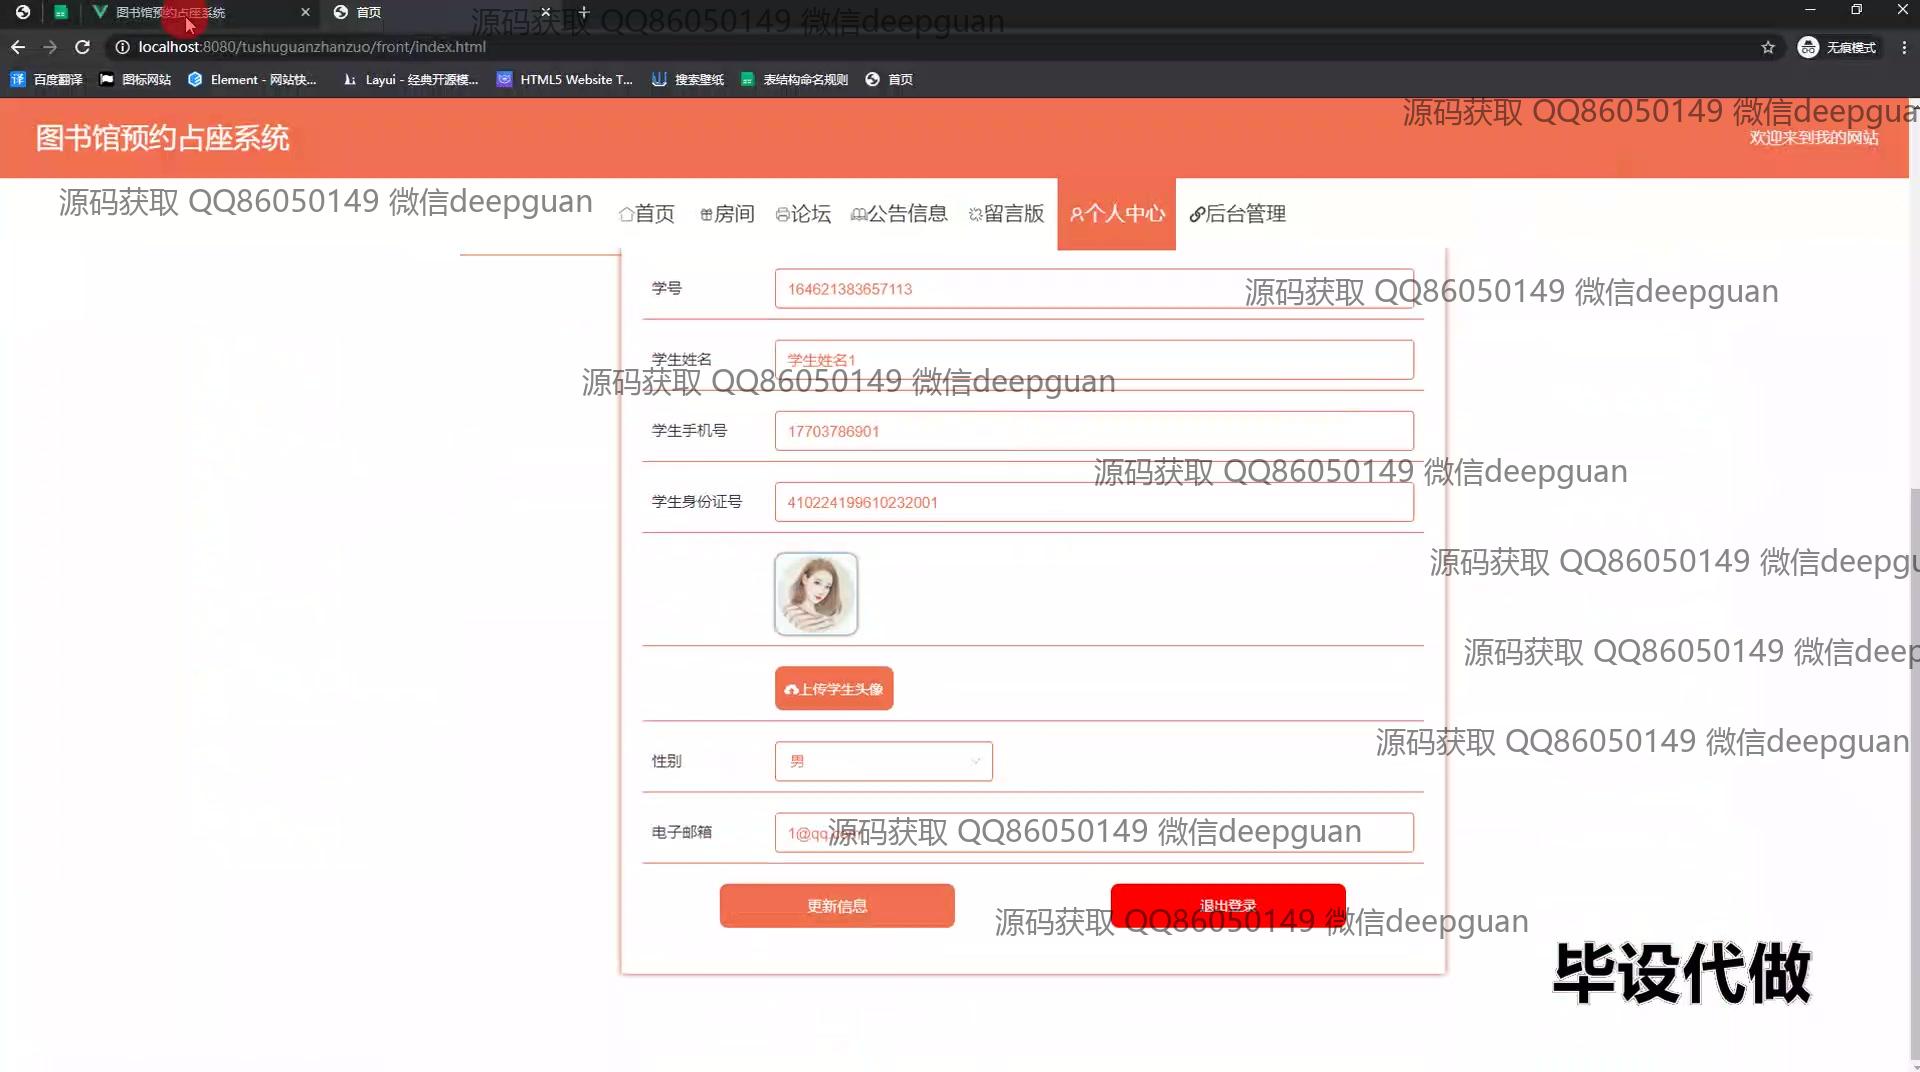 图书馆预约占座系统
首页
源码获取 QQ86050149 微信deepguan
localhost:8080/tushuguanzhanzuo/front/index.html
无痕模式
百度翻译
图标网站
Element - 网站快...
Layui - 经典开源模...
HTML5 Website T...
搜索壁纸
表结构命名规则
首页
源码获取 QQ86050149 微信deepgua
图书馆预约占座系统
欢迎来到我的网站
源码获取 QQ86050149 微信deepguan
首页
房间
论坛
公告信息
留言版
个人中心
后台管理
学号
164621383657113
源码获取 QQ86050149 微信deepguan
学生姓名
学生姓名1
源码获取 QQ86050149 微信deepguan
学生手机号
17703786901
源码获取 QQ86050149 微信deepguan
学生身份证号
410224199610232001
源码获取 QQ86050149 微信deepgu
源码获取 QQ86050149 微信deep
上传学生头像
源码获取 QQ86050149 微信deepguan
性别
男
电子邮箱
1@qq.com
源码获取 QQ86050149 微信deepguan
更新信息
退出登录
源码获取 QQ86050149 微信deepguan
毕设代做